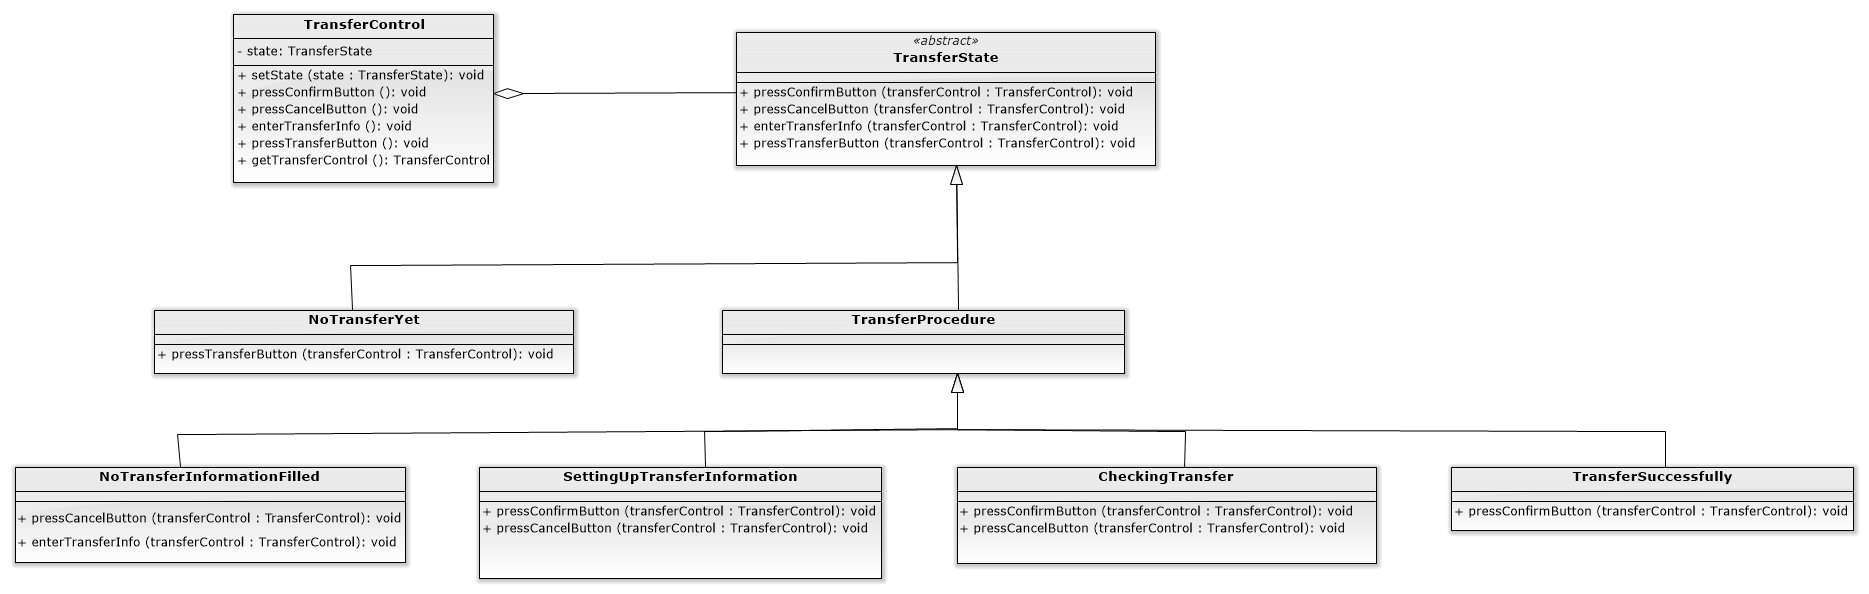 TransferControl
- state: TransferState
+ setState (state : TransferState): void
+ pressConfirmButton (): void
+ pressCancelButton (): void
+ enterTransferInfo (): void
+ pressTransferButton (): void
+ getTransferControl (): TransferControl
«abstract»
TransferState
+ pressConfirmButton (transferControl : TransferControl): void
+ pressCancelButton (transferControl : TransferControl): void
+ enterTransferInfo (transferControl : TransferControl): void
+ pressTransferButton (transferControl : TransferControl): void
NoTransferYet
+ pressTransferButton (transferControl : TransferControl): void
TransferProcedure
NoTransferInformationFilled
+ pressCancelButton (transferControl : TransferControl): void
+ enterTransferInfo (transferControl : TransferControl): void
SettingUpTransferInformation
+ pressConfirmButton (transferControl : TransferControl): void
+ pressCancelButton (transferControl : TransferControl): void
CheckingTransfer
+ pressConfirmButton (transferControl : TransferControl): void
+ pressCancelButton (transferControl : TransferControl): void
TransferSuccessfully
+ pressConfirmButton (transferControl : TransferControl): void